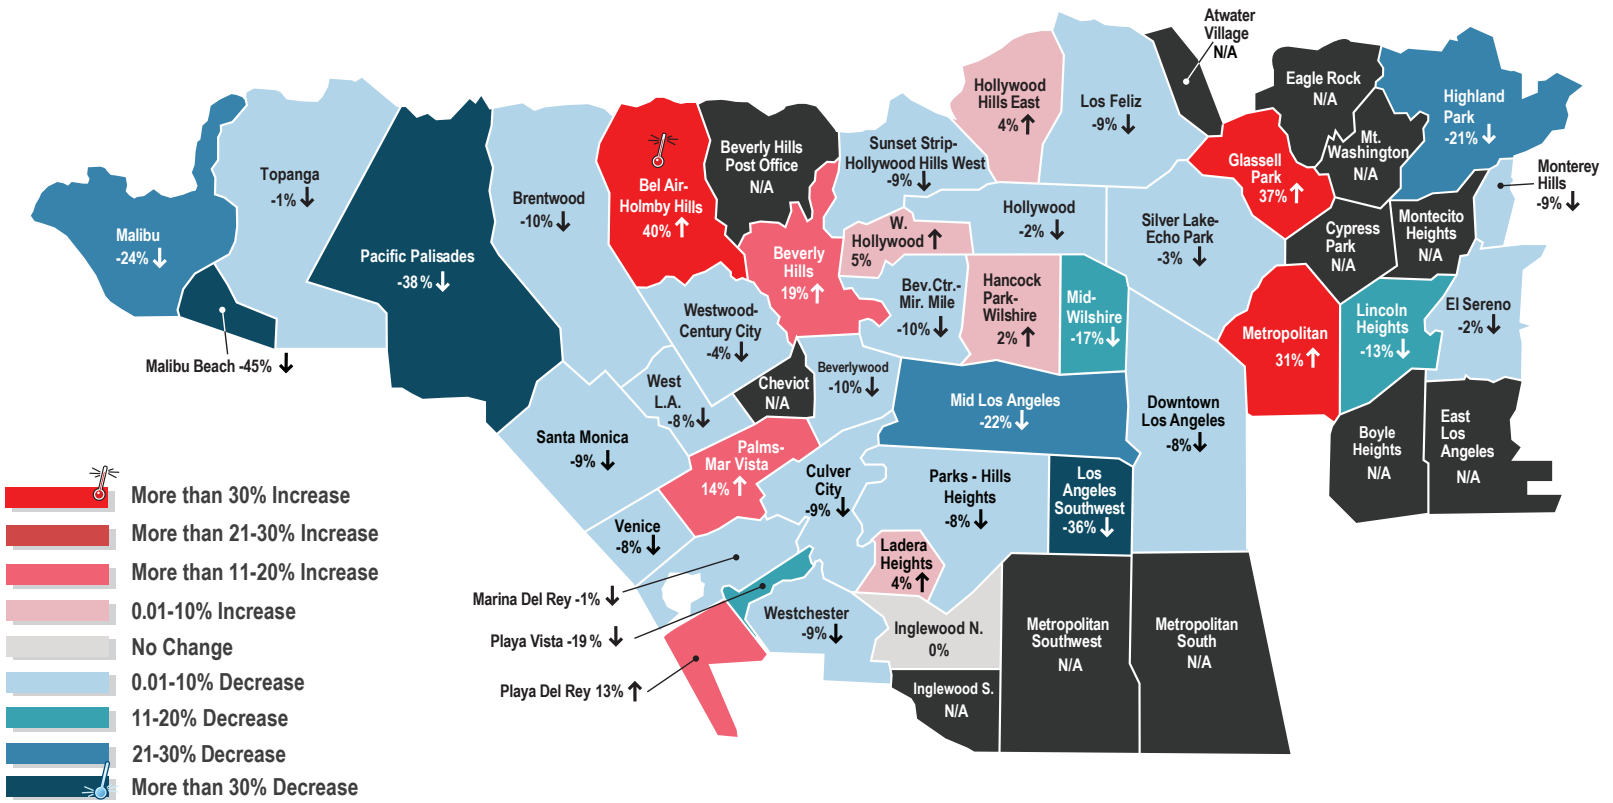 Atwater
Village
N/A
Hollywood
Hills East
4%
Los Feliz
-9%
Eagle Rock
N/A
Highland
Park
-21%
Mt.
Washington
N/A
Monterey
Hills
-9%
Glassell
Park
37%
Montecito
Heights
N/A
Cypress
Park
N/A
Topanga
-1%
Malibu
-24%
Malibu Beach -45%
Pacific Palisades
-38%
Brentwood
-10%
Bel Air-
Holmby Hills
40%
Beverly Hills
Post Office
N/A
Beverly
Hills
19%
Sunset Strip-
Hollywood Hills West
-9%
W.
Hollywood
5%
Hollywood
-2%
Silver Lake-
Echo Park
-3%
Bev.Ctr.-
Mir. Mile
-10%
Hancock
Park-
Wilshire
2%
Mid-
Wilshire
-17%
Metropolitan
31%
Lincoln
Heights
-13%
El Sereno
-2%
Westwood-
Century City
-4%
West
L.A.
-8%
Cheviot
N/A
Beverlywood
-10%
Mid Los Angeles
-22%
Downtown
Los Angeles
-8%
Boyle
Heights
N/A
East
Los
Angeles
N/A
Santa Monica
-9%
Palms-
Mar Vista
14%
Culver
City
-9%
Parks - Hills
Heights
-8%
Los
Angeles
Southwest
-36%
Venice
-8%
Ladera
Heights
4%
Marina Del Rey -1%
Playa Vista -19%
Playa Del Rey 13%
Westchester
-9%
Inglewood N.
0%
Inglewood S.
N/A
Metropolitan
Southwest
N/A
Metropolitan
South
N/A
More than 30% Increase
More than 21-30% Increase
More than 11-20% Increase
0.01-10% Increase
No Change
0.01-10% Decrease
11-20% Decrease
21-30% Decrease
More than 30% Decrease